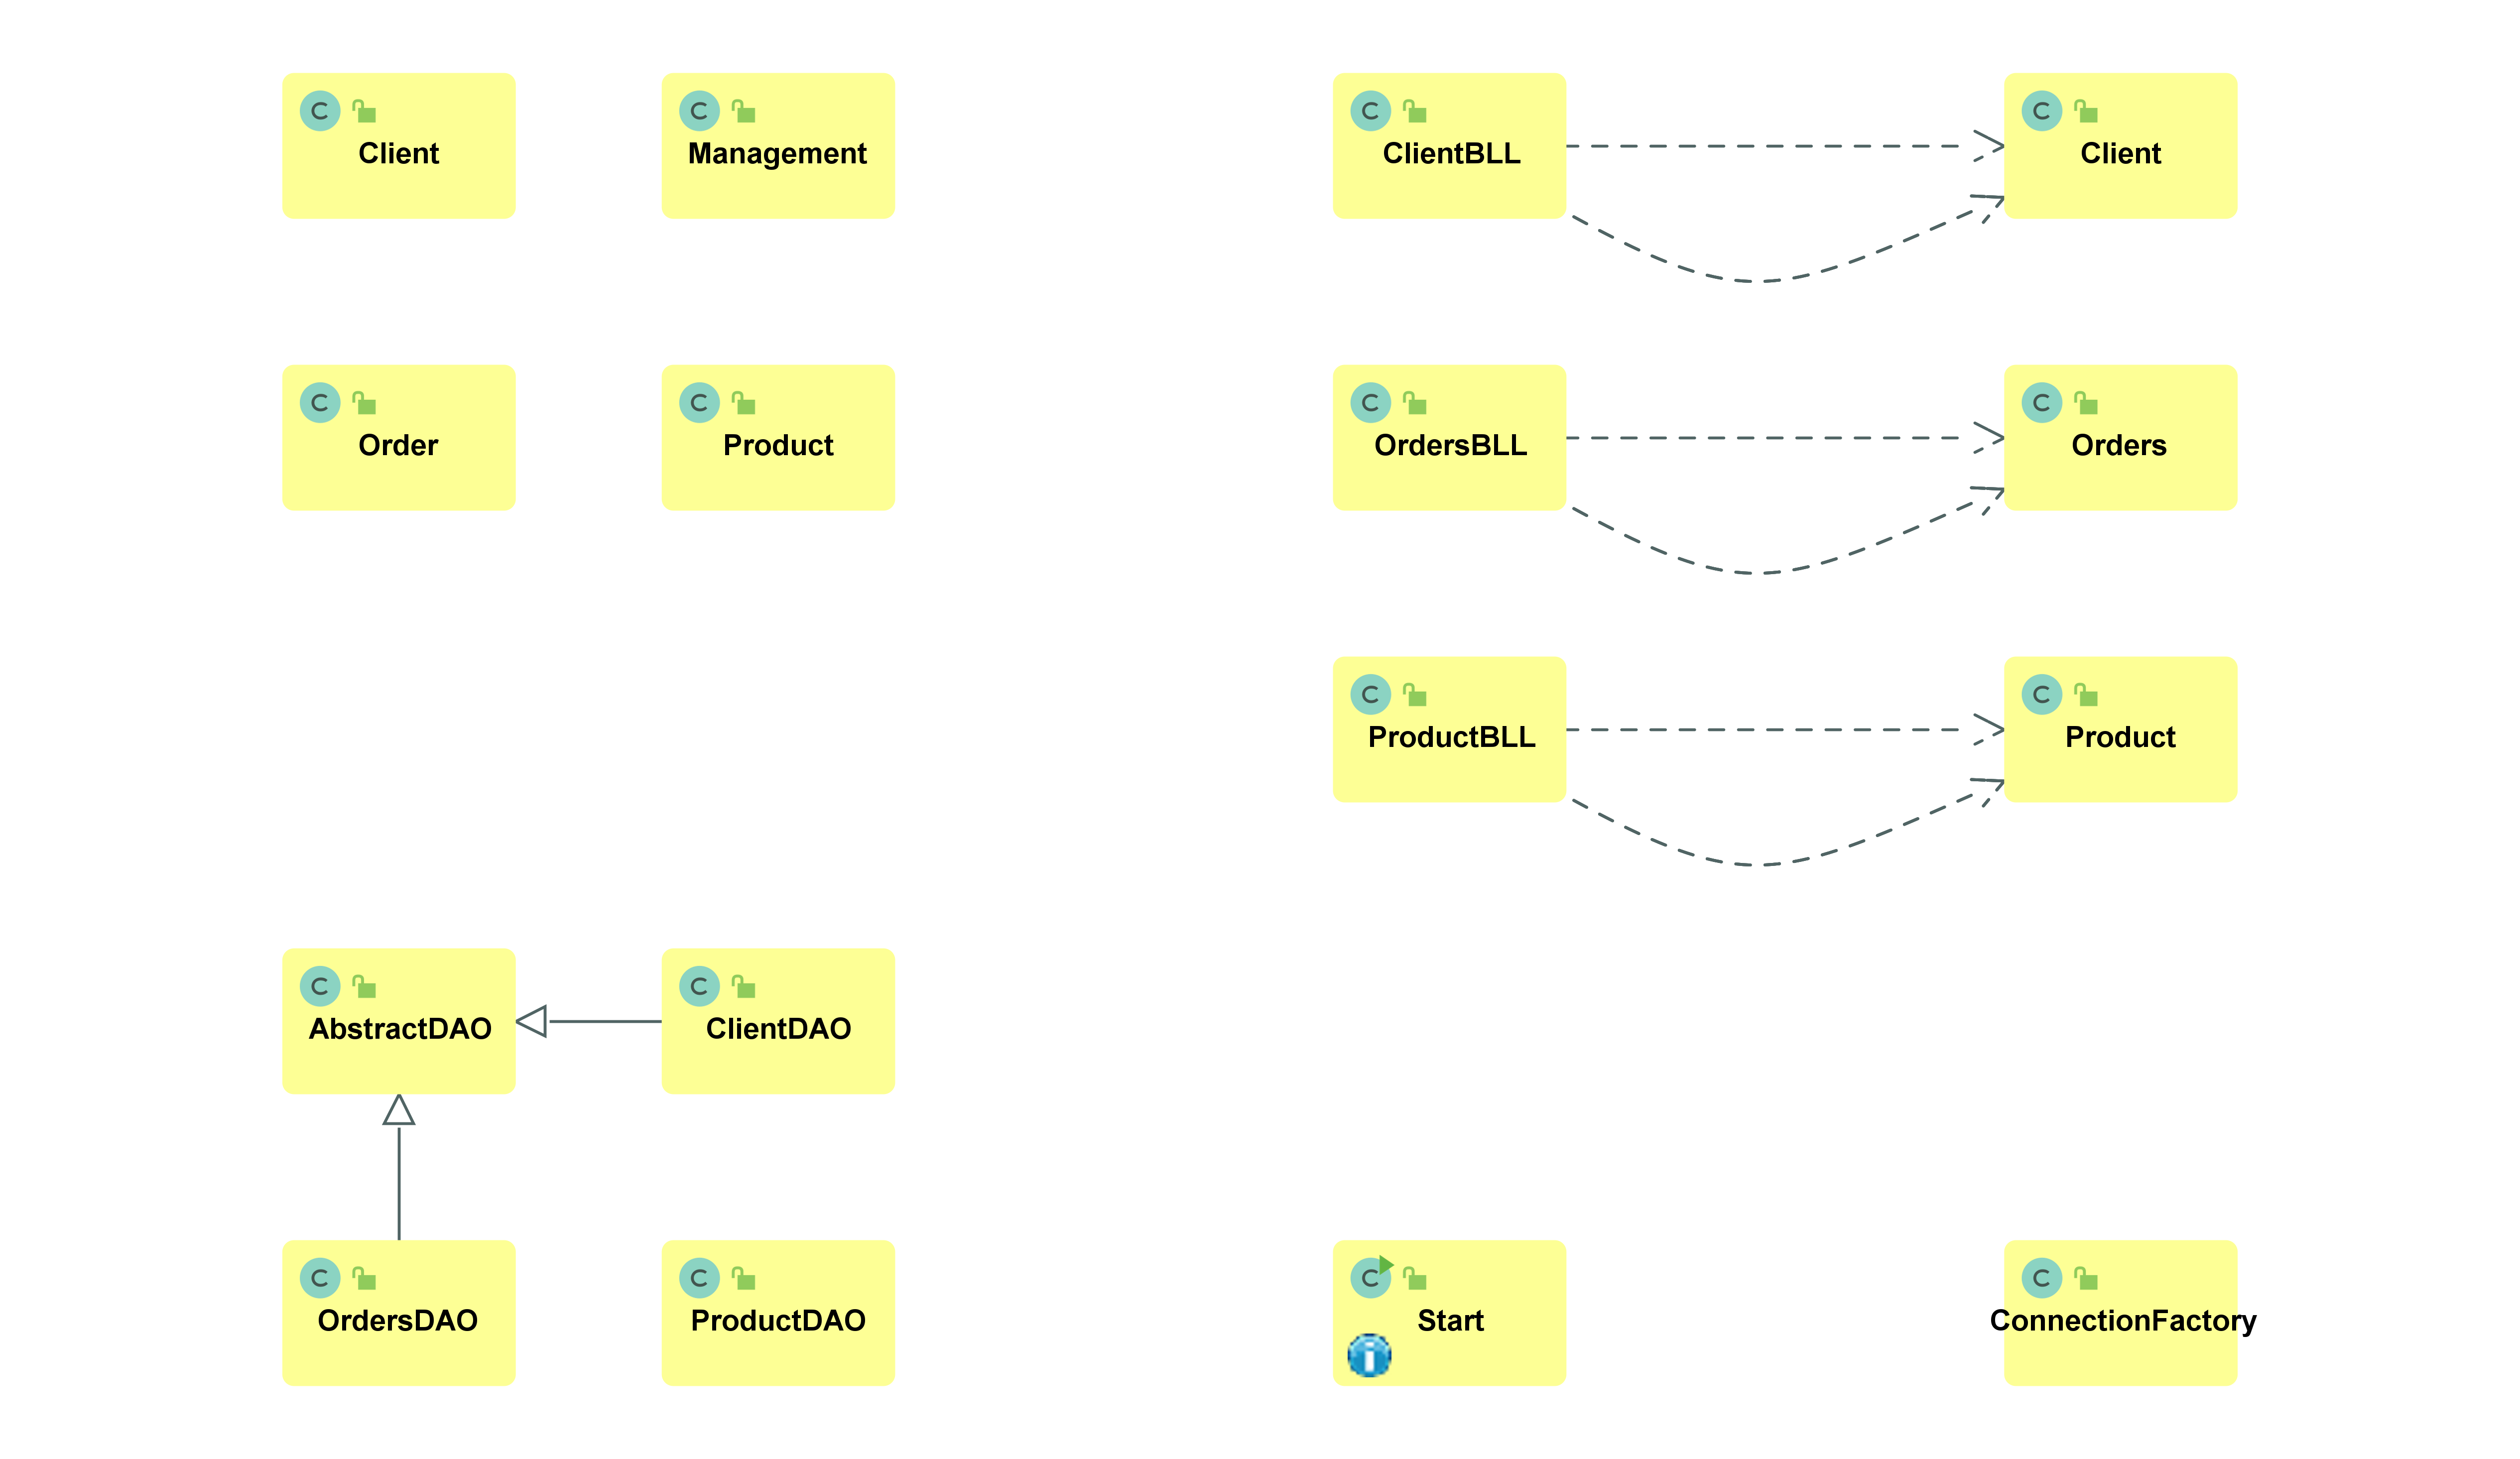 Client
Management
ClientBLL
Client
Order
Product
OrdersBLL
Orders
ProductBLL
Product
AbstractDAO
ClientDAO
OrdersDAO
ProductDAO
Start
ConnectionFactory